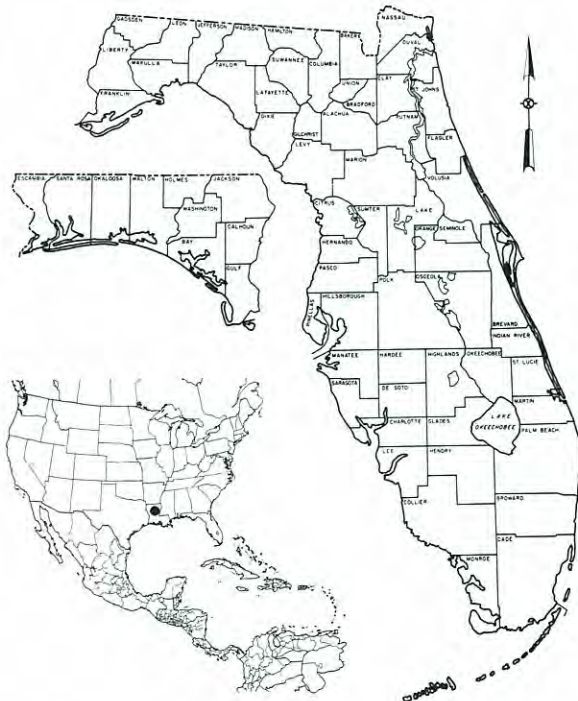 NASSAU
GADSDEN
LEON
JEFFERSON
MADISON
HAMILTON
BAKER
DUVAL
LIBERTY
WAKULLA
TAYLOR
SUWANNEE
COLUMBIA
UNION
CLAY
ST JOHNS
FRANKLIN
LAFAYETTE
BRADFORD
DIXIE
GILCHRIST
ALACHUA
PUTNAM
LEVY
FLAGLER
MARION
VOLUSIA
ESCAMBIA
SANTA ROSA
OKALOOSA
WALTON
HOLMES
JACKSON
WASHINGTON
BAY
CALHOUN
GULF
CITRUS
SUMTER
LAKE
ORANGE
SEMINOLE
HERNANDO
PASCO
OSCEOLA
PINELLAS
HILLSBOROUGH
POLK
BREVARD
INDIAN RIVER
MANATEE
HARDEE
HIGHLANDS
OKEECHOBEE
ST. LUCIE
SARASOTA
DE SOTO
MARTIN
CHARLOTTE
GLADES
LAKE
OKEECHOBEE
PALM BEACH
LEE
HENDRY
COLLIER
BROWARD
DADE
MONROE